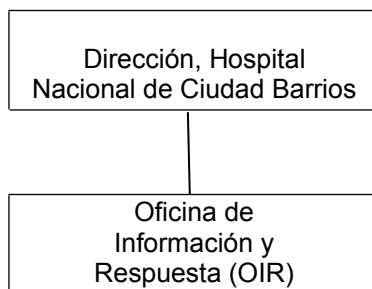 Dirección, Hospital
Nacional de Ciudad Barrios
Oficina de
Información y
Respuesta (OIR)